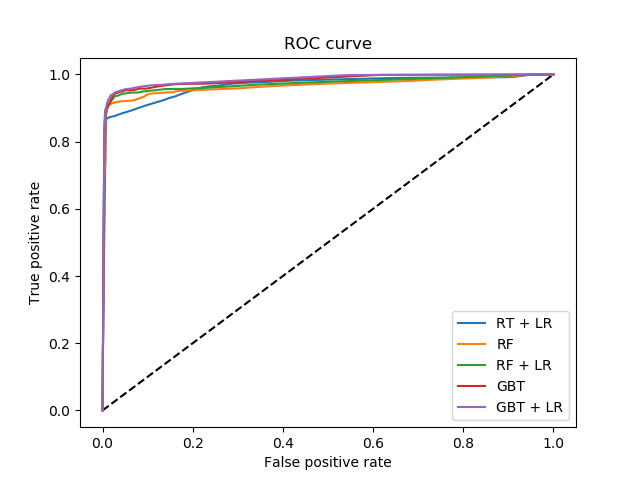 ROC curve
True positive rate
1.0
0.8
0.6
0.4
0.2
0.0
0.0 0.2 0.4 0.6 0.8 1.0
False positive rate
RT + LR
RF
RF + LR
GBT
GBT + LR